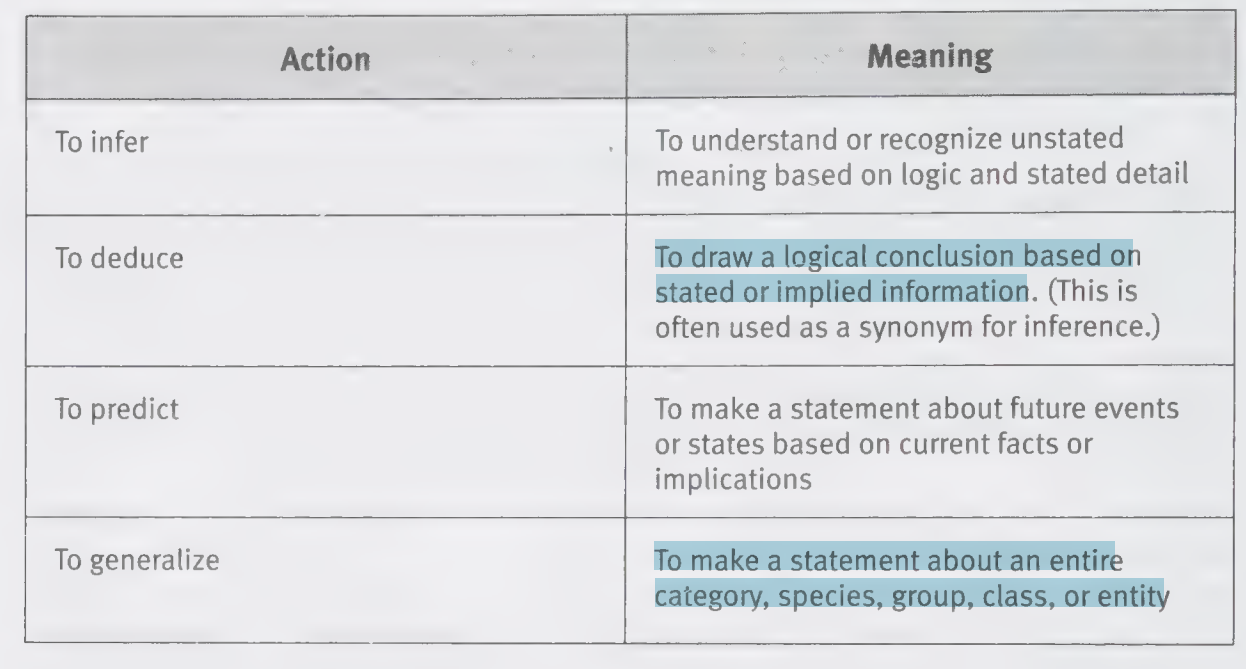 Action
Meaning
To infer
To understand or recognize unstated
meaning based on logic and stated detail
To deduce
To draw a logical conclusion based on
stated or implied information. (This is
often used as a synonym for inference.)
To predict
To make a statement about future events
or states based on current facts or
implications
To generalize
To make a statement about an entire
category, species, group, class, or entity